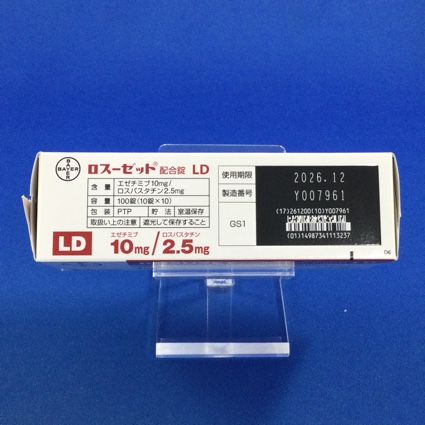 BAYER
BAYER
ロスーゼット 配合錠 LD
含 量 エゼチミブ10mg/
ロスバスタチン2.5mg
容 量 100錠(10錠×10)
包 装 PTP 貯 法 室温保存
取扱い上の注意 遮光して保存すること
LD
エゼチミブ ロスバスタチン
10mg/2.5mg
使用期限 2026.12
製造番号 Y007961
GS1
(17)261200(10)Y007961
(01)14987341113237